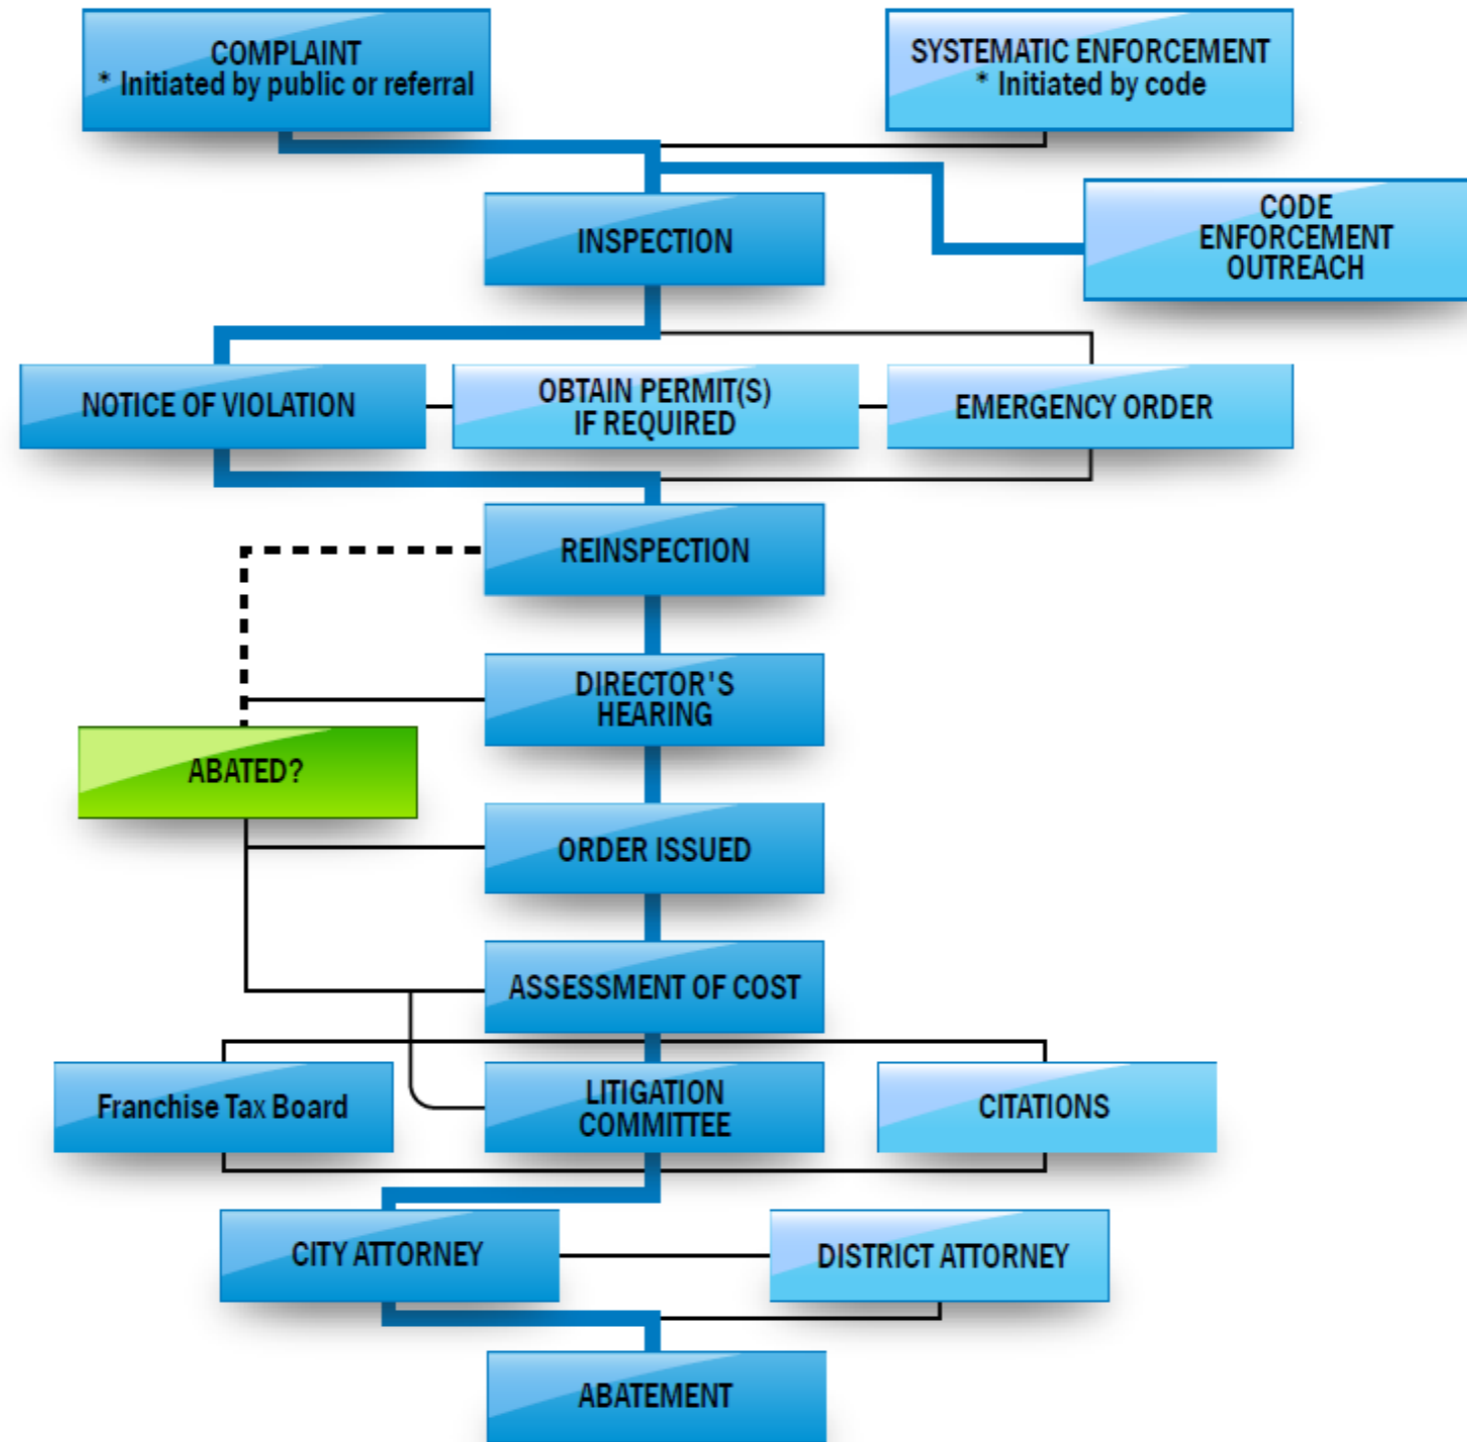 COMPLAINT
* Initiated by public or referral
SYSTEMATIC ENFORCEMENT
* Initiated by code
CODE
ENFORCEMENT
OUTREACH
INSPECTION
NOTICE OF VIOLATION
OBTAIN PERMIT(S)
IF REQUIRED
EMERGENCY ORDER
REINSPECTION
DIRECTOR'S
HEARING
ABATED?
ORDER ISSUED
ASSESSMENT OF COST
Franchise Tax Board
LITIGATION
COMMITTEE
CITATIONS
CITY ATTORNEY
DISTRICT ATTORNEY
ABATEMENT